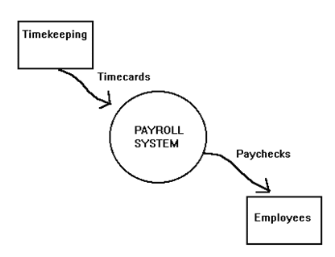 Timekeeping
Timecards
PAYROLL
SYSTEM
Paychecks
Employees